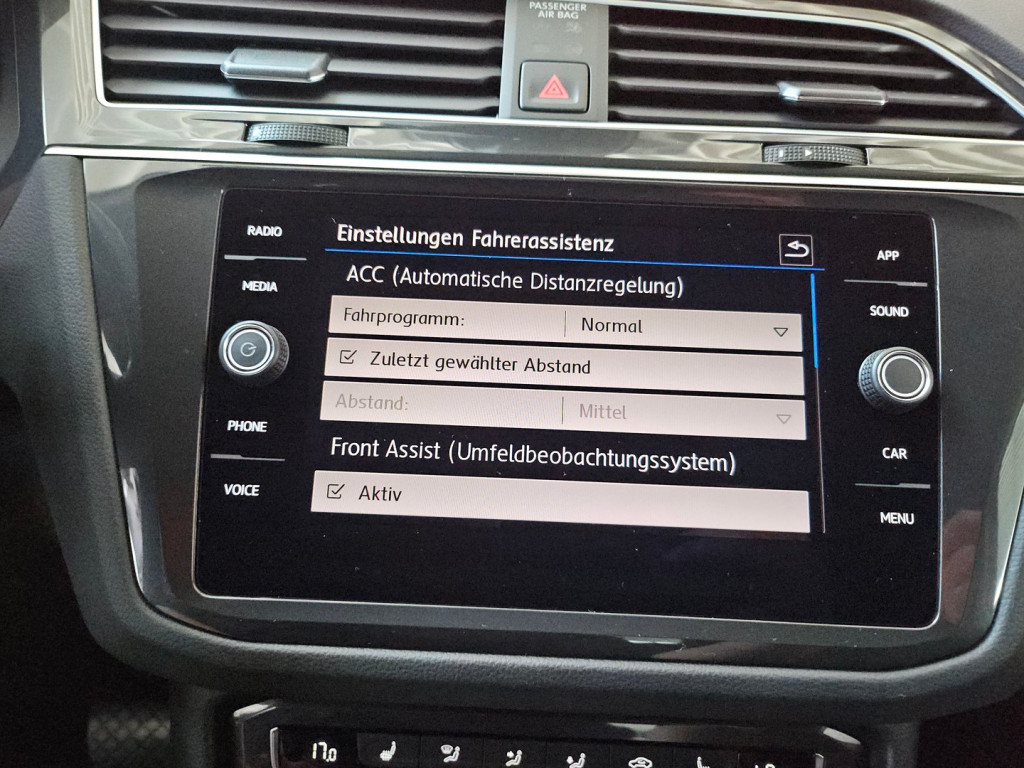 PASSENGER
AIR BAG
Einstellungen Fahrerassistenz
ACC (Automatische Distanzregelung)
Fahrprogramm: Normal
Zuletzt gewählter Abstand
Abstand: Mittel
Front Assist (Umfeldbeobachtungssystem)
Aktiv
RADIO
MEDIA
PHONE
VOICE
APP
SOUND
CAR
MENU
17.0